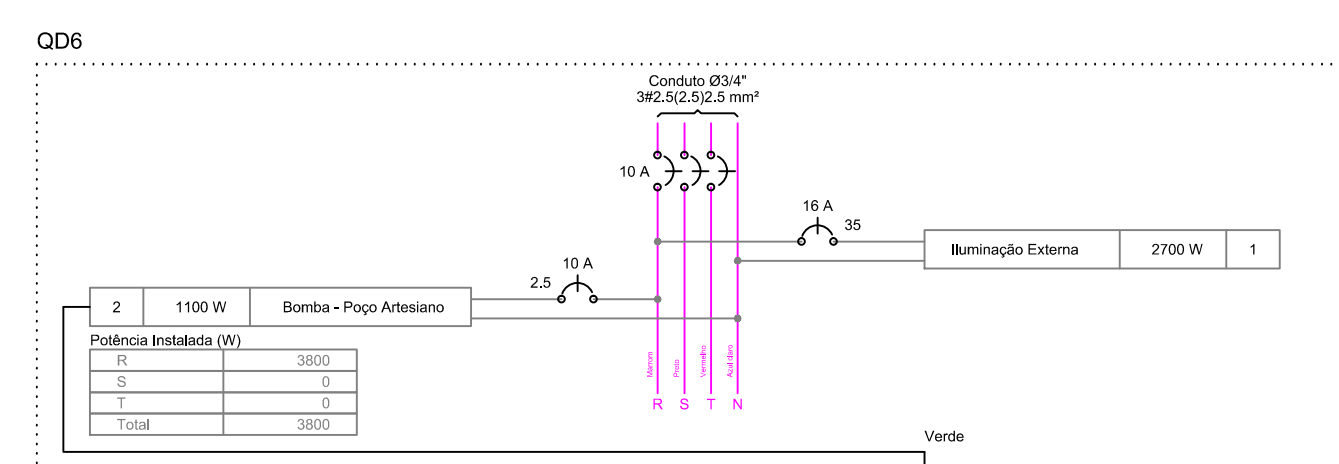 QD6
Conduto Ø3/4"
3#2.5(2.5)2.5 mm²
10 A
16 A
35
Iluminação Externa 2700 W 1
10 A
2.5
2 1100 W Bomba - Poço Artesiano
Potência Instalada (W)
R 3800
S 0
T 0
Total 3800
Marrom
Preto
Vermelho
Azul claro
R S T N
Verde